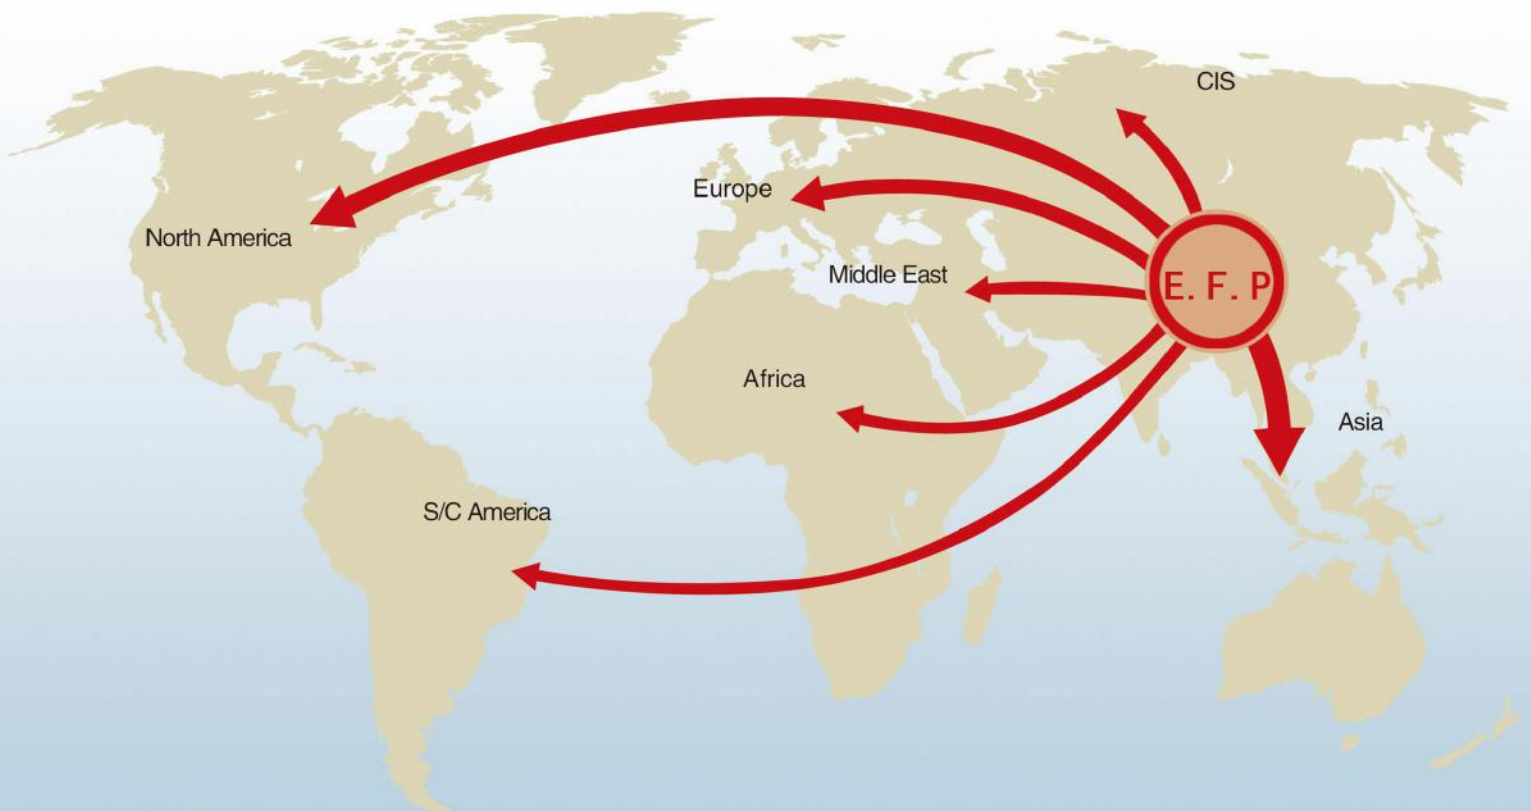 CIS
Europe
North America
Middle East
E. F. P
Africa
Asia
S/C America